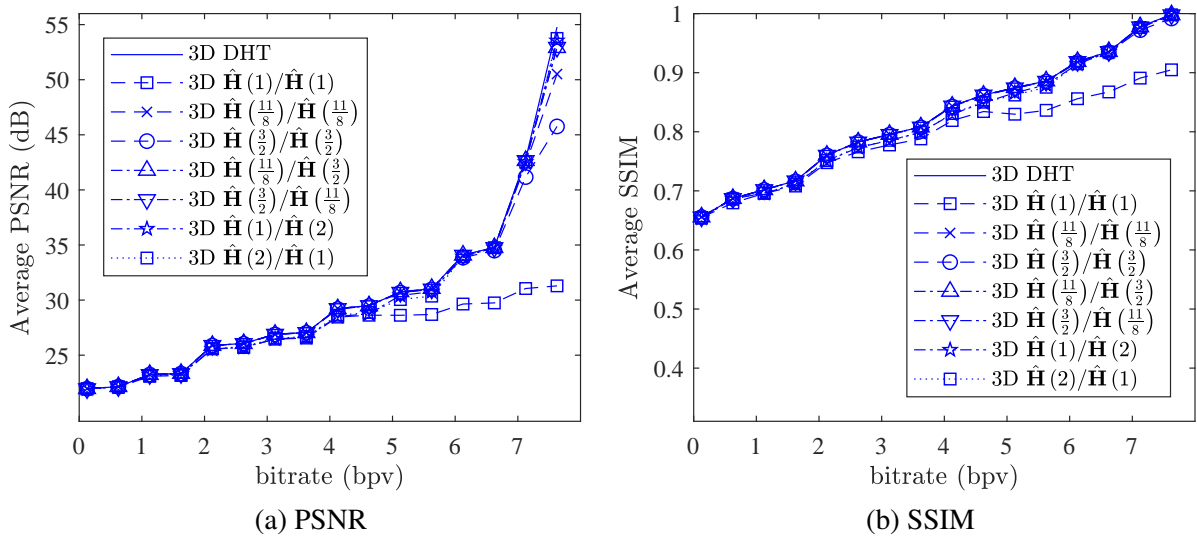 55
50
45
40
35
30
25
Average PSNR (dB)
3D DHT
3D Ĥ(1)/Ĥ(1)
3D Ĥ(11/8)/Ĥ(11/8)
3D Ĥ(3/2)/Ĥ(3/2)
3D Ĥ(11/8)/Ĥ(3/2)
3D Ĥ(3/2)/Ĥ(11/8)
3D Ĥ(1)/Ĥ(2)
3D Ĥ(2)/Ĥ(1)
0 1 2 3 4 5 6 7
bitrate (bpv)
(a) PSNR
1
0.9
0.8
0.7
0.6
0.5
0.4
Average SSIM
3D DHT
3D Ĥ(1)/Ĥ(1)
3D Ĥ(11/8)/Ĥ(11/8)
3D Ĥ(3/2)/Ĥ(3/2)
3D Ĥ(11/8)/Ĥ(3/2)
3D Ĥ(3/2)/Ĥ(11/8)
3D Ĥ(1)/Ĥ(2)
3D Ĥ(2)/Ĥ(1)
0 1 2 3 4 5 6 7
bitrate (bpv)
(b) SSIM